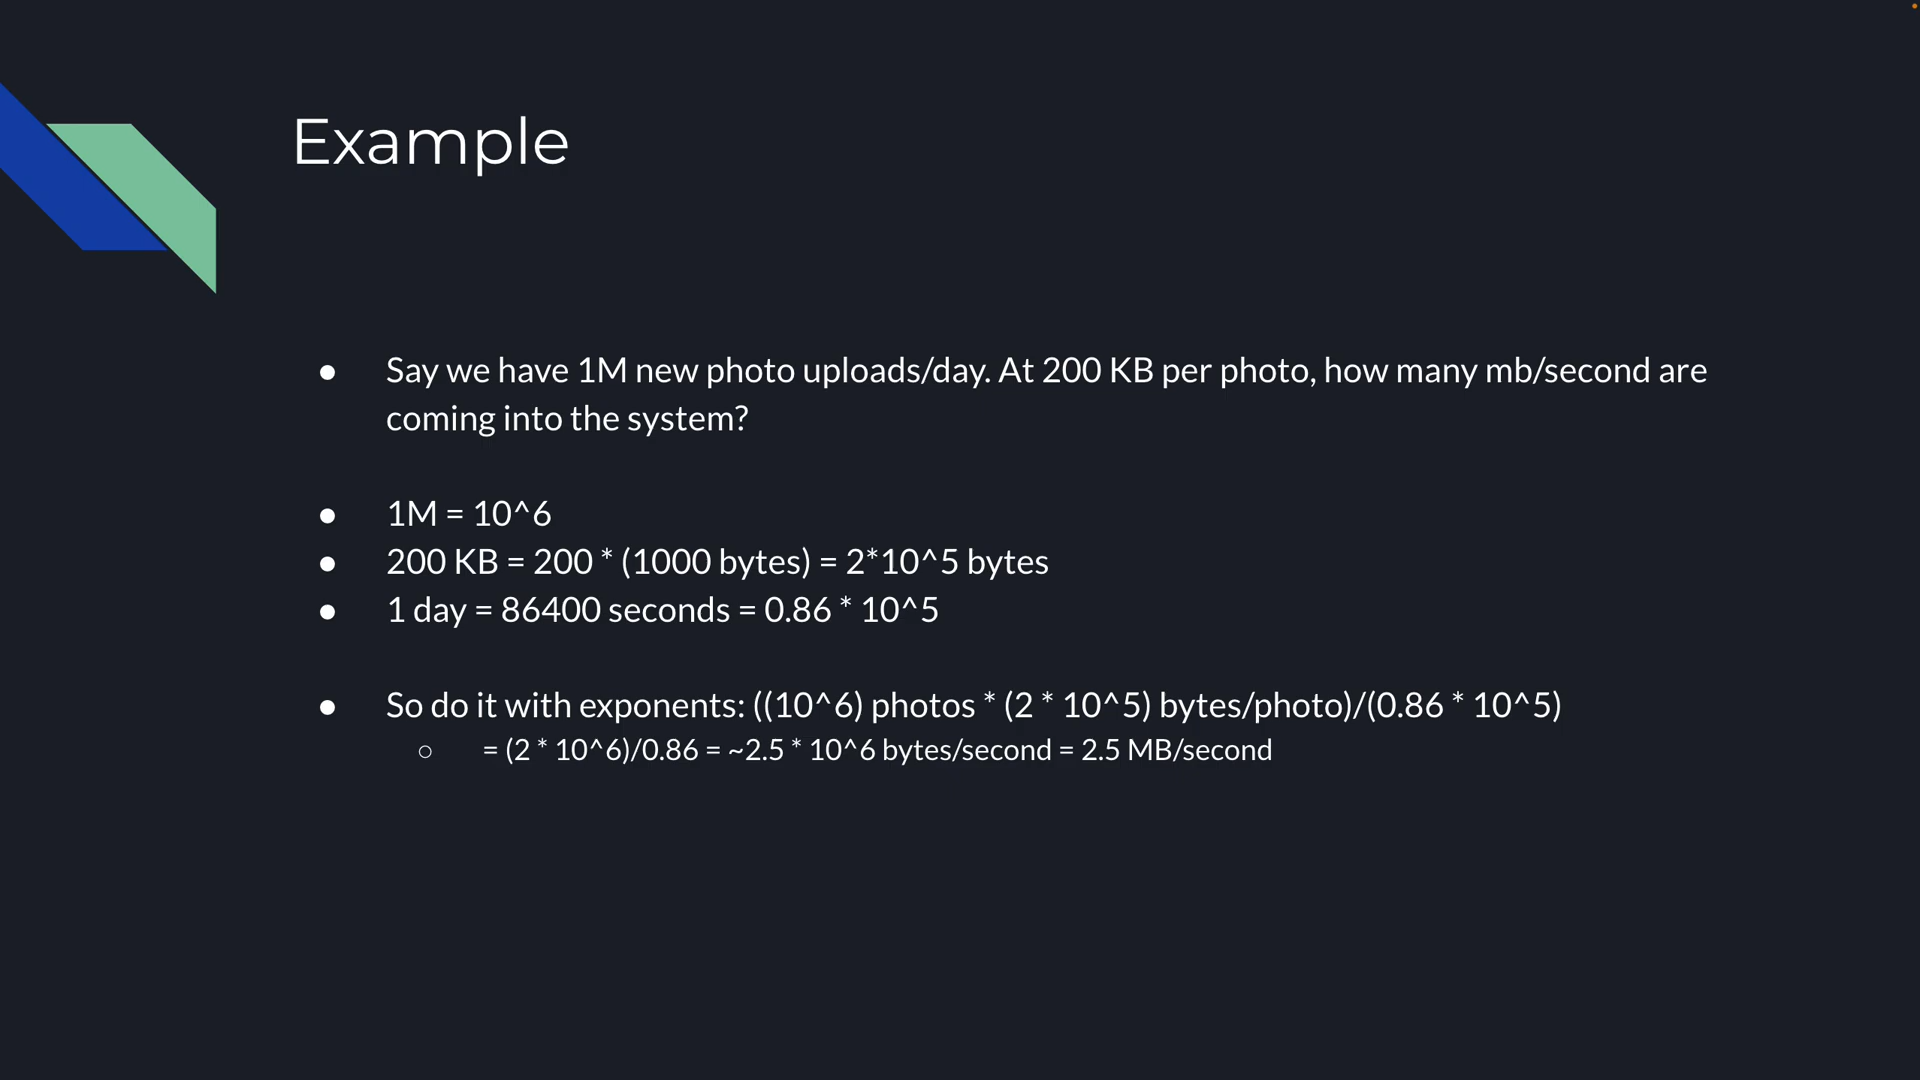 Example
● Say we have 1M new photo uploads/day. At 200 KB per photo, how many mb/second are
coming into the system?
● 1M = 10^6
● 200 KB = 200 * (1000 bytes) = 2*10^5 bytes
● 1 day = 86400 seconds = 0.86 * 10^5
● So do it with exponents: ((10^6) photos * (2 * 10^5) bytes/photo)/(0.86 * 10^5)
○ = (2 * 10^6)/0.86 = ~2.5 * 10^6 bytes/second = 2.5 MB/second